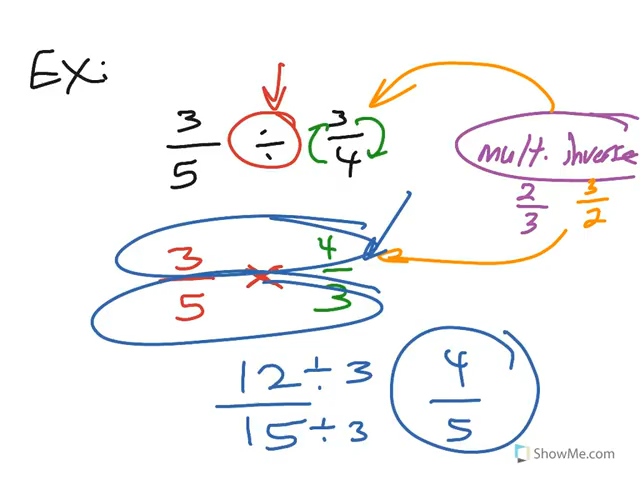 Ex:
3/5 ÷ 3/4
mult. inverse
2/3 3/2
3/5 × 4/3
12 ÷ 3
15 ÷ 3
4/5
ShowMe.com